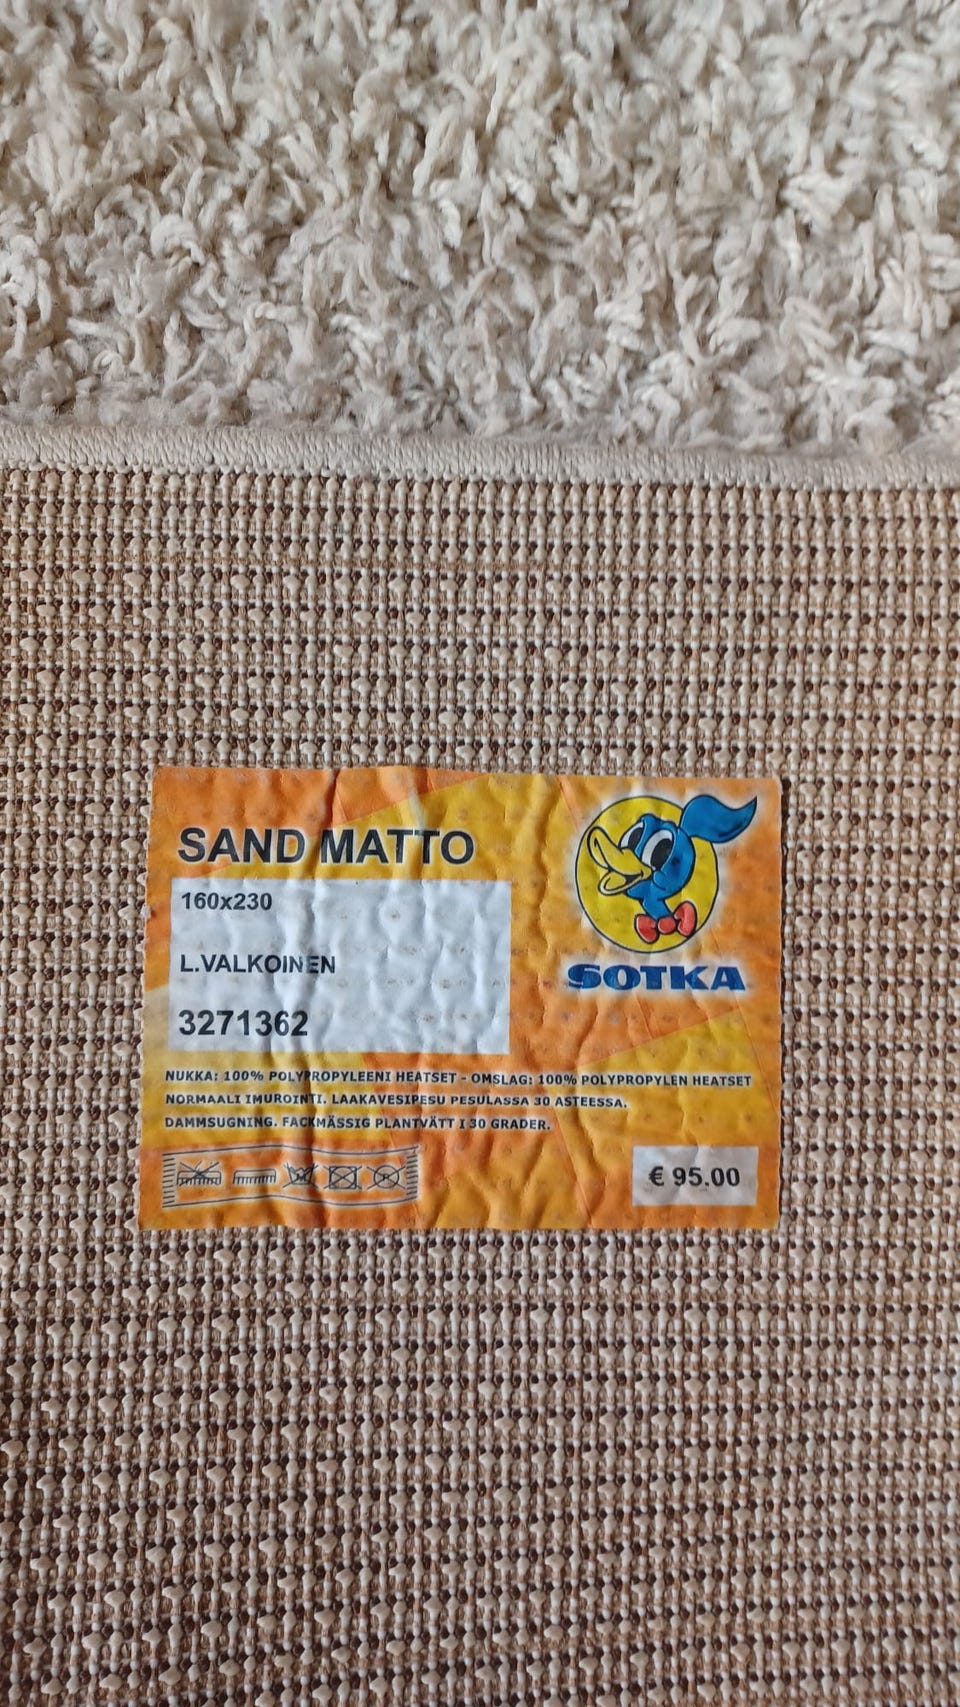 SAND MATTO
160x230
L.VALKOINEN
3271362
SOTKA
NUKKA: 100% POLYPROPYLEENI HEATSET - OMSLAG: 100% POLYPROPYLEN HEATSET
NORMAALI IMUROINTI. LAAKAVESIPESU PESULASSA 30 ASTEESSA.
DAMMSUGNING. FACKMÄSSIG PLANTVÄTT I 30 GRADER.
€ 95.00